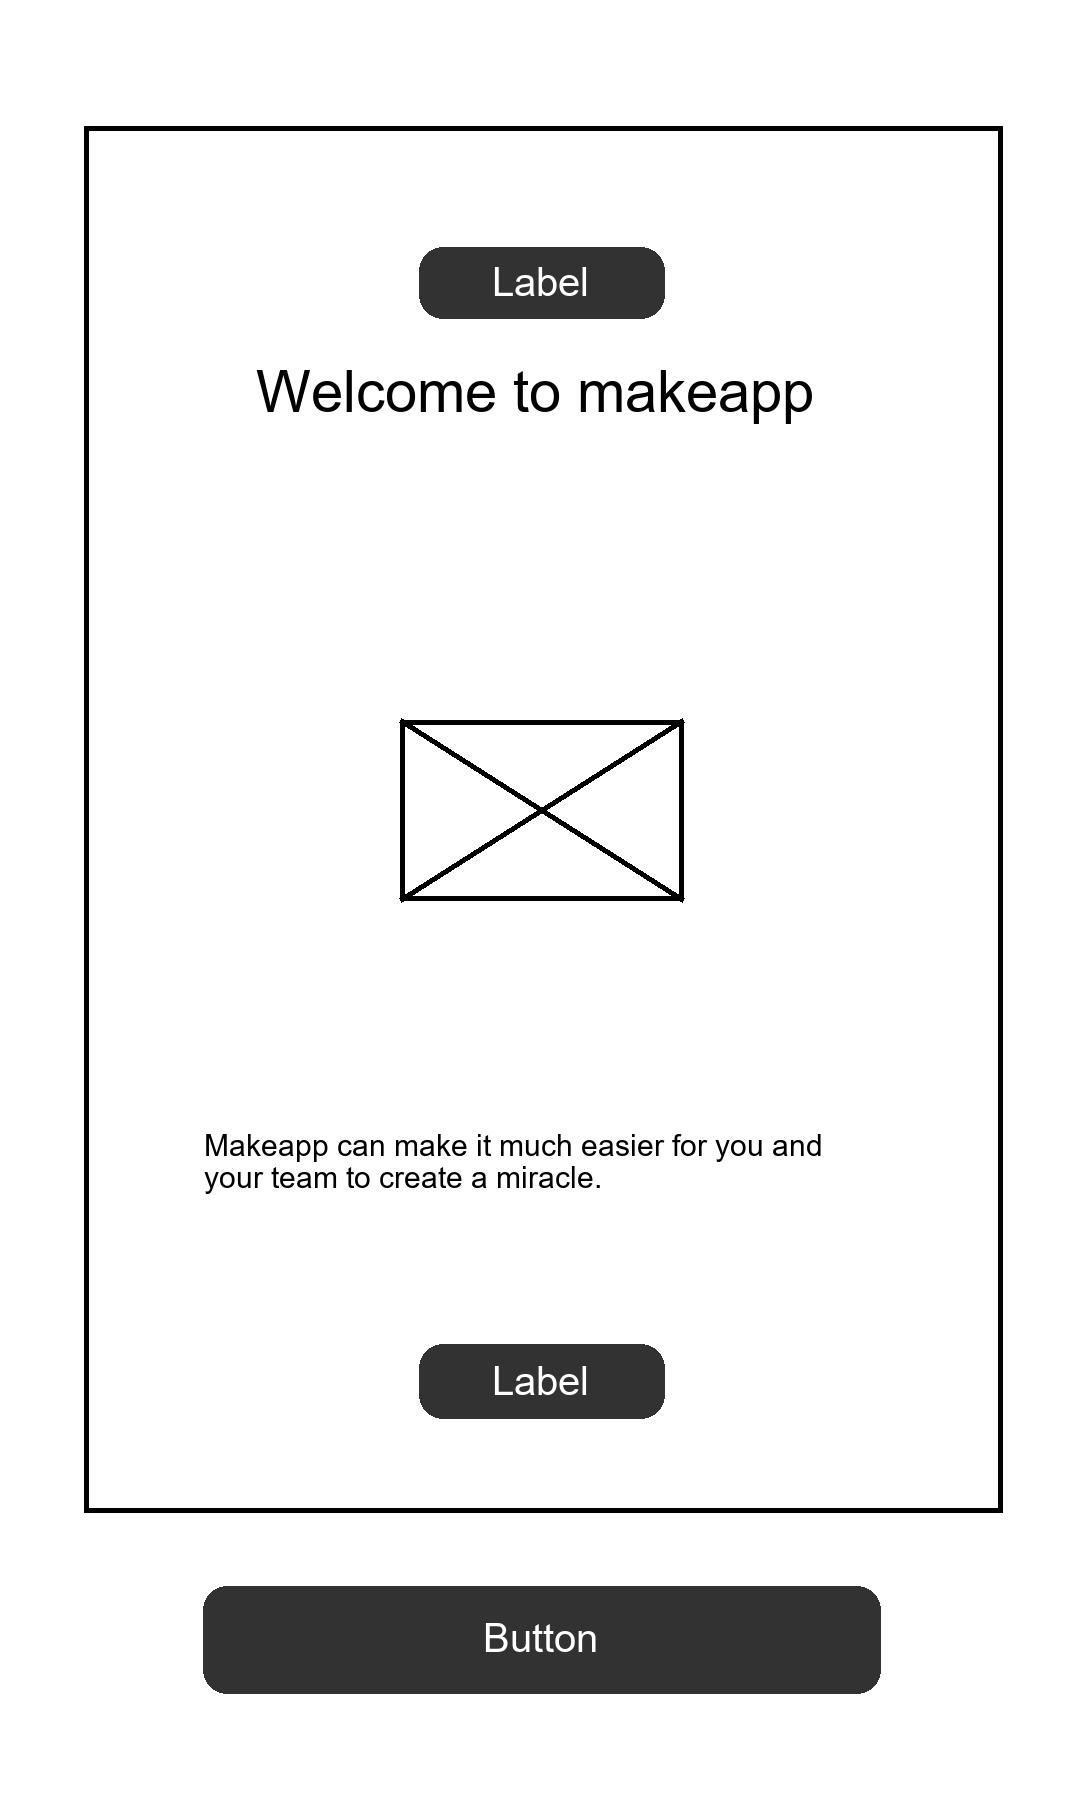 Label
Welcome to makeapp
Makeapp can make it much easier for you and
your team to create a miracle.
Label
Button